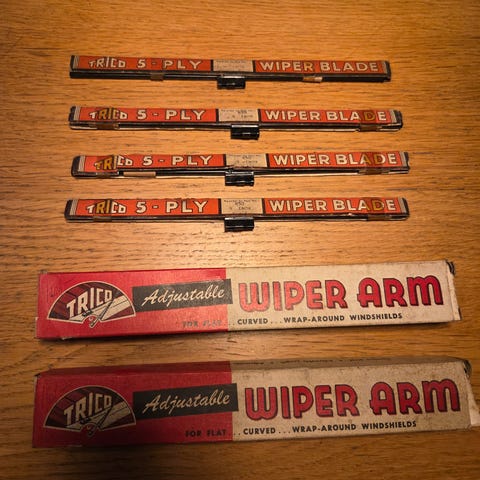 TRICO 5-PLY WIPER BLADE
TRICO 5-PLY WIPER BLADE
TRICO 5-PLY WIPER BLADE
TRICO 5-PLY WIPER BLADE
TRICO Adjustable WIPER ARM
FOR FLAT...CURVED...WRAP-AROUND WINDSHIELDS
TRICO Adjustable WIPER ARM
FOR FLAT...CURVED...WRAP-AROUND WINDSHIELDS